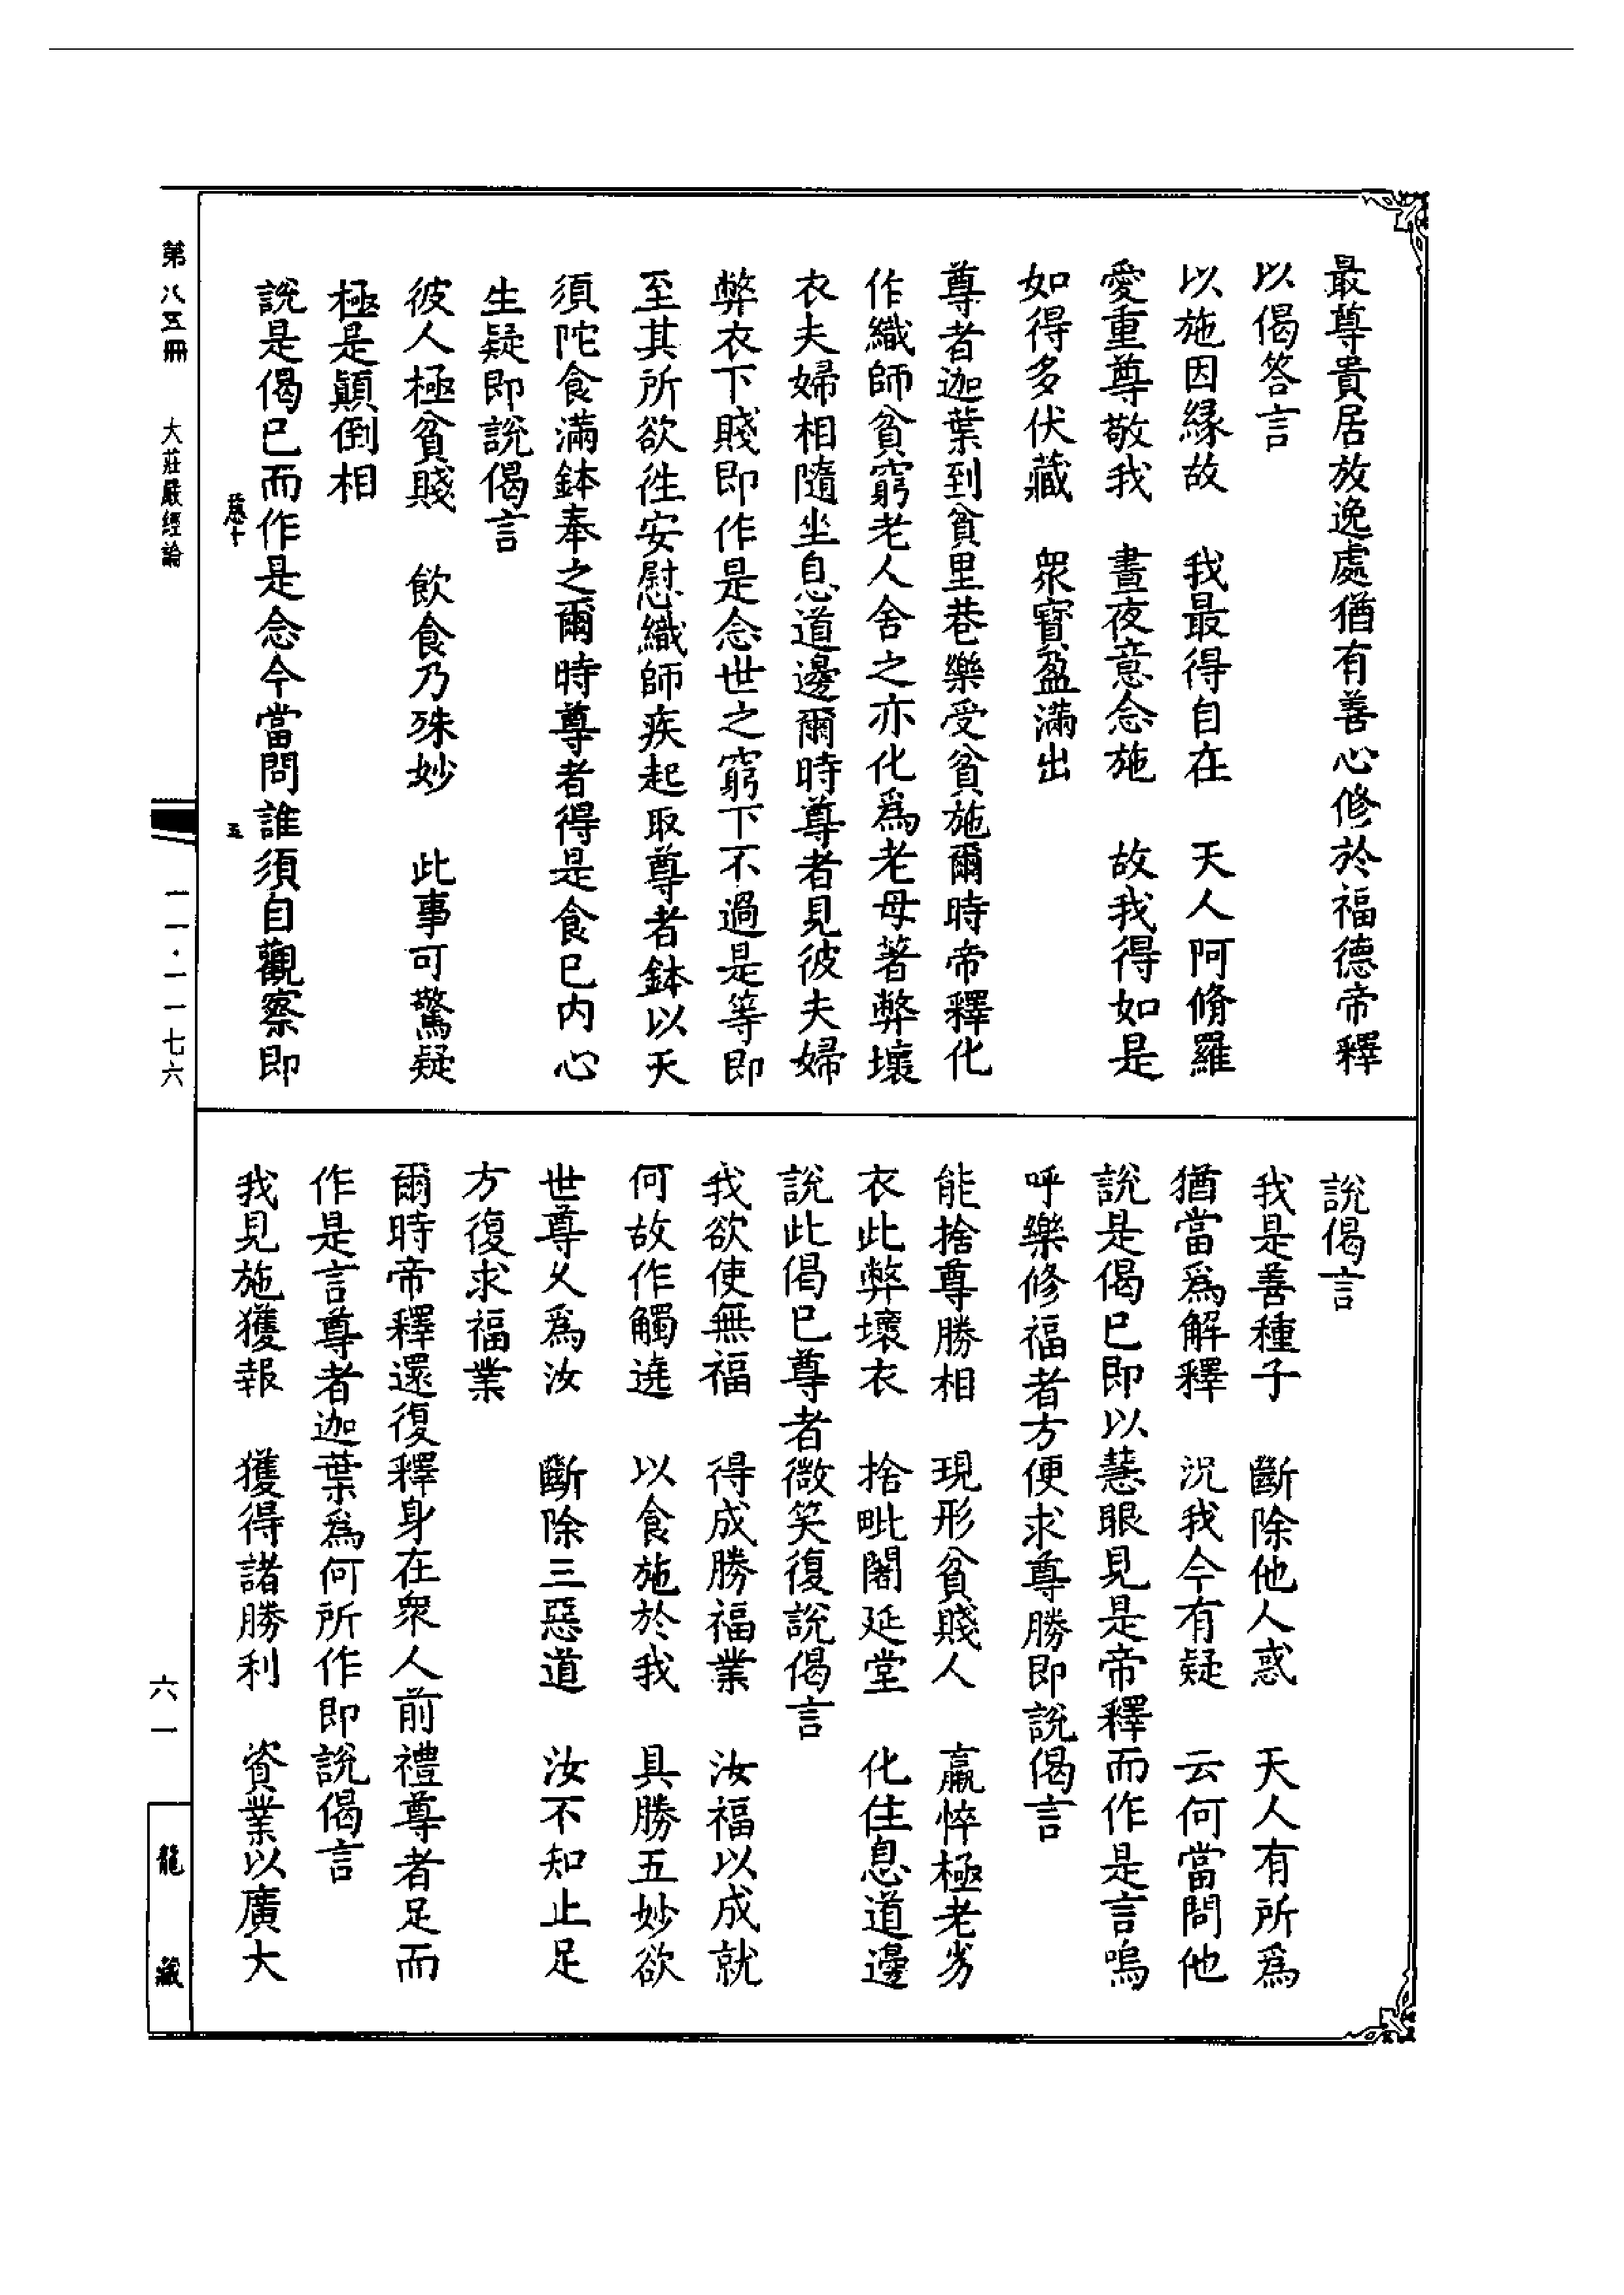 最尊貴居放逸處猶有善心修於福德帝釋
以偈答言
以施因緣故　我最得自在　天人阿脩羅
愛重尊敬我　晝夜意念施　故我得如是
如得多伏藏　眾寶盈滿出
尊者迦葉到貧里巷樂受貧施爾時帝釋化
作織師貧窮老人舍之亦化爲老母著弊壞
衣夫婦相隨坐息道邊爾時尊者見彼夫婦
弊衣下賤即作是念世之窮下不過是等即
至其所欲徃安慰織師疾起取尊者鉢以天
須陀食滿鉢奉之爾時尊者得是食已内心
生疑即說偈言
彼人極貧賤　飲食乃殊妙　此事可驚疑
極是顛倒相
說是偈已而作是念今當問誰須自觀察即
說偈言
我是善種子　斷除他人惑　天人有所爲
猶當爲解釋　況我今有疑　云何當問他
說是偈已即以慧眼見是帝釋而作是言嗚
呼樂修福者方便求尊勝即說偈言
能捨尊勝相　現形貧賤人　羸悴極老劣
衣此弊壞衣　捨毗闍延堂　化住息道邊
說此偈已尊者微笑復說偈言
我欲使無福　得成勝福業　汝福以成就
何故作觸遶　以食施於我　具勝五妙欲
世尊乆爲汝　斷除三惡道　汝不知止足
方復求福業
爾時帝釋還復釋身在眾人前禮尊者足而
作是言尊者迦葉爲何所作即說偈言
我見施獲報　獲得諸勝利　資業以廣大
第八五冊　大莊嚴經論
一一·一一七六
六一
龍藏
五